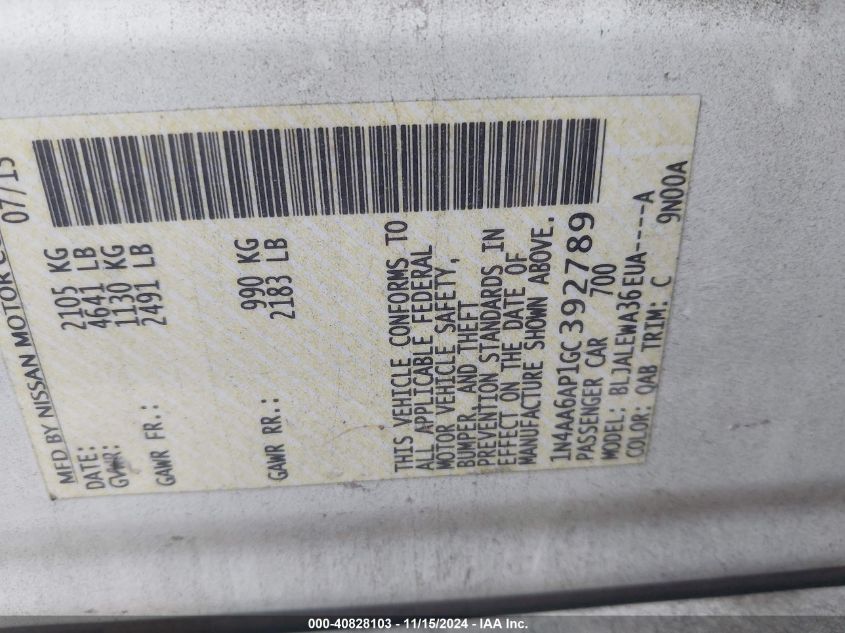 MFD BY NISSAN MOTOR C
DATE: 07/15
GVWR: 2105 KG
4641 LB
GAWR FR.: 1130 KG
2491 LB
GAWR RR.: 990 KG
2183 LB
THIS VEHICLE CONFORMS TO
ALL APPLICABLE FEDERAL
MOTOR VEHICLE SAFETY,
BUMPER, AND THEFT
PREVENTION STANDARDS IN
EFFECT ON THE DATE OF
MANUFACTURE SHOWN ABOVE.
1N4AA6AP1GC392789
PASSENGER CAR 700
MODEL: BLJALEWA36EUA-----A
COLOR: QAB TRIM: C 9N00A
000-40828103 - 11/15/2024 - IAA Inc.